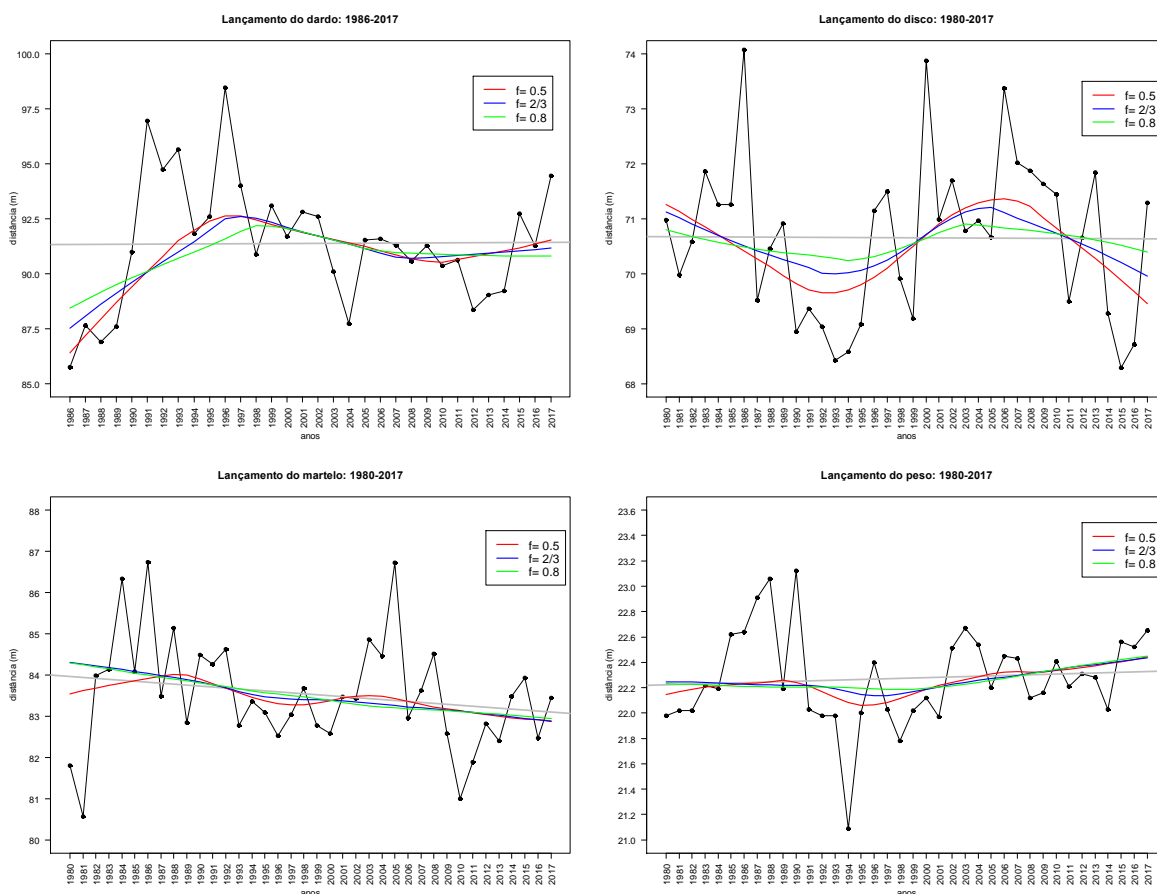 Lançamento do dardo: 1986-2017
100.0
97.5
95.0
92.5
90.0
87.5
85.0
distância (m)
f= 0.5
f= 2/3
f= 0.8
1986 1987 1988 1989 1990 1991 1992 1993 1994 1995 1996 1997 1998 1999 2000 2001 2002 2003 2004 2005 2006 2007 2008 2009 2010 2011 2012 2013 2014 2015 2016 2017
anos
Lançamento do disco: 1980-2017
74
73
72
71
70
69
68
distância (m)
f= 0.5
f= 2/3
f= 0.8
1980 1981 1982 1983 1984 1985 1986 1987 1988 1989 1990 1991 1992 1993 1994 1995 1996 1997 1998 1999 2000 2001 2002 2003 2004 2005 2006 2007 2008 2009 2010 2011 2012 2013 2014 2015 2016 2017
anos
Lançamento do martelo: 1980-2017
88
87
86
85
84
83
82
81
80
distância (m)
f= 0.5
f= 2/3
f= 0.8
1980 1981 1982 1983 1984 1985 1986 1987 1988 1989 1990 1991 1992 1993 1994 1995 1996 1997 1998 1999 2000 2001 2002 2003 2004 2005 2006 2007 2008 2009 2010 2011 2012 2013 2014 2015 2016 2017
anos
Lançamento do peso: 1980-2017
23.6
23.4
23.2
23.0
22.8
22.6
22.4
22.2
22.0
21.8
21.6
21.4
21.2
21.0
distância (m)
f= 0.5
f= 2/3
f= 0.8
1980 1981 1982 1983 1984 1985 1986 1987 1988 1989 1990 1991 1992 1993 1994 1995 1996 1997 1998 1999 2000 2001 2002 2003 2004 2005 2006 2007 2008 2009 2010 2011 2012 2013 2014 2015 2016 2017
anos